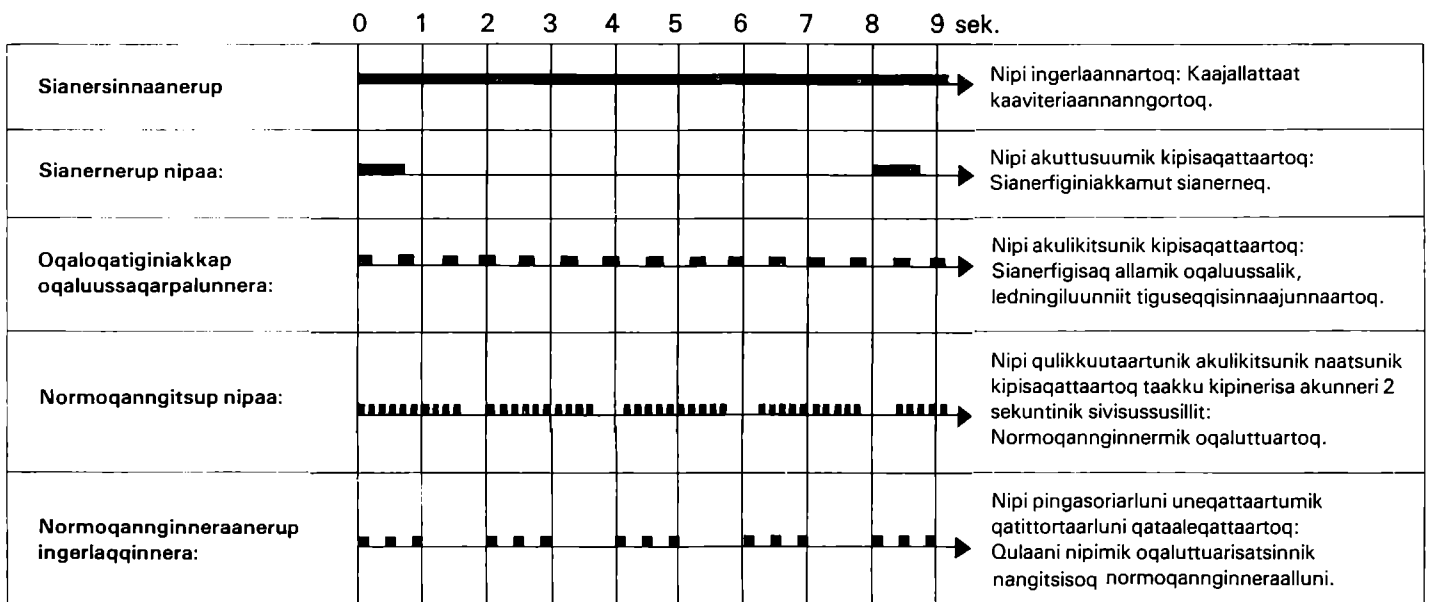 0 1 2 3 4 5 6 7 8 9 sek.
Sianersinnaanerup
Nipi ingerlaannartoq: Kaajallattaat
kaaviteriaannanngortoq.
Sianernerup nipaa:
Nipi akuttusuumik kipisaqattaartoq:
Sianerfiginiakkamut sianerneq.
Oqaloqatiginiakkap
oqaluussaqarpalunnera:
Nipi akulikitsunik kipisaqattaartoq:
Sianerfigisaq allamik oqaluussalik,
ledningiluunniit tiguseqqisinnaajunnaartoq.
Normoqanngitsup nipaa:
Nipi qulikkuutaartunik akulikitsunik naatsunik
kipisaqattaartoq taakku kipinerisa akunneri 2
sekuntinik sivisussusillit:
Normoqannginnermik oqaluttuartoq.
Normoqannginneraanerup
ingerlaqqinnera:
Nipi pingasoriarluni uneqattaartumik
qatittortaarluni qataaleqattaartoq:
Qulaani nipimik oqaluttuarisatsinnik
nangitsisoq normoqannginneraalluni.